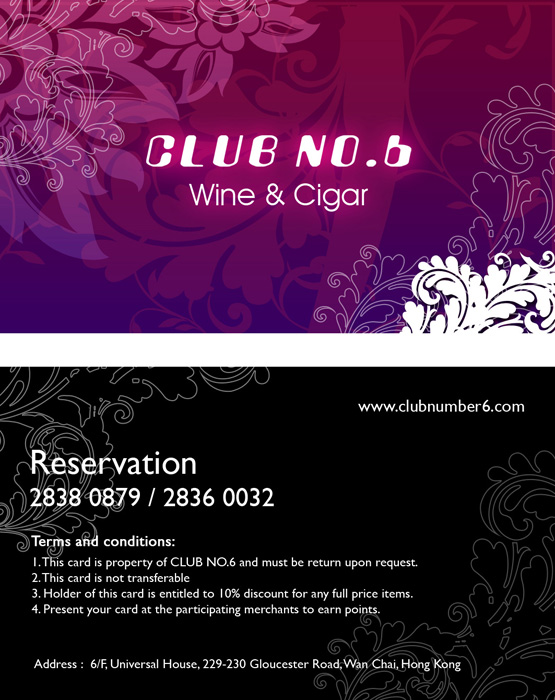 CLUB NO.6
Wine & Cigar
www.clubnumber6.com
Reservation
2838 0879 / 2836 0032
Terms and conditions:
1. This card is property of CLUB NO.6 and must be return upon request.
2. This card is not transferable
3. Holder of this card is entitled to 10% discount for any full price items.
4. Present your card at the participating merchants to earn points.
Address : 6/F, Universal House, 229-230 Gloucester Road, Wan Chai, Hong Kong